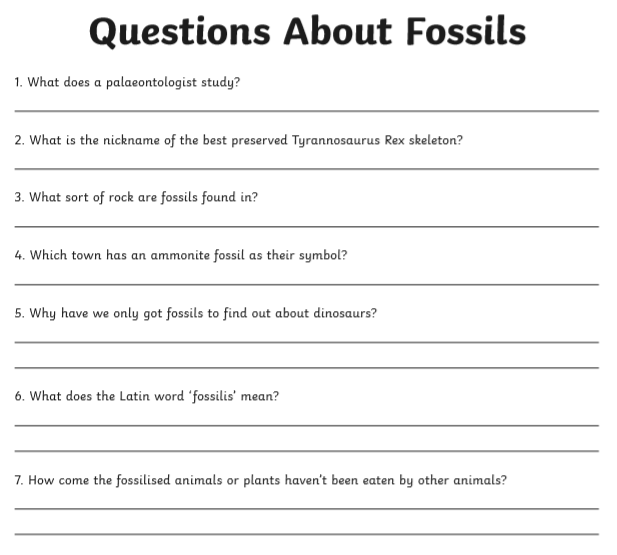 Questions About Fossils
1. What does a palaeontologist study?
2. What is the nickname of the best preserved Tyrannosaurus Rex skeleton?
3. What sort of rock are fossils found in?
4. Which town has an ammonite fossil as their symbol?
5. Why have we only got fossils to find out about dinosaurs?
6. What does the Latin word ‘fossilis’ mean?
7. How come the fossilised animals or plants haven’t been eaten by other animals?